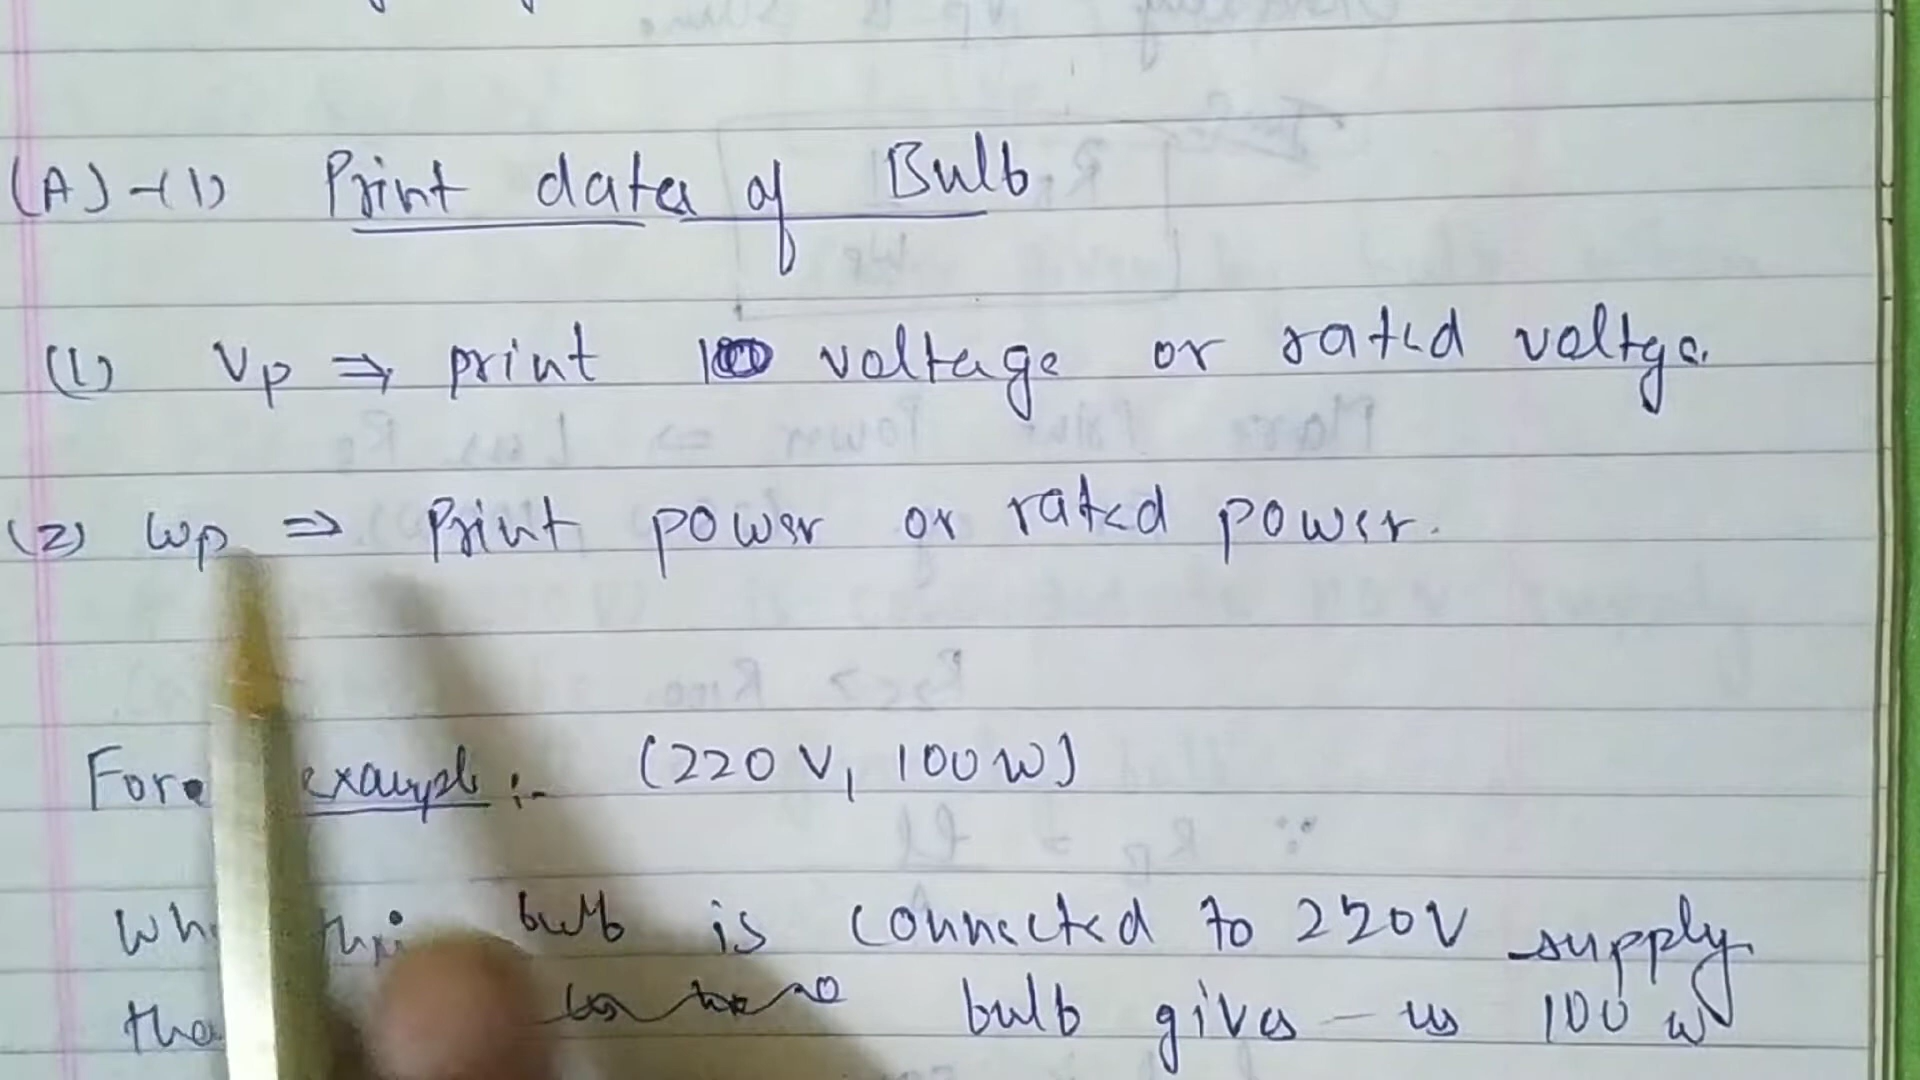 (A)-(1) Print data of Bulb
(1) Vp ⇒ print voltage or rated voltge.
(2) Wp ⇒ Print power or rated power.
For example :- (220 V, 100 W)
bulb is connected to 220V supply
bulb gives us 100 W